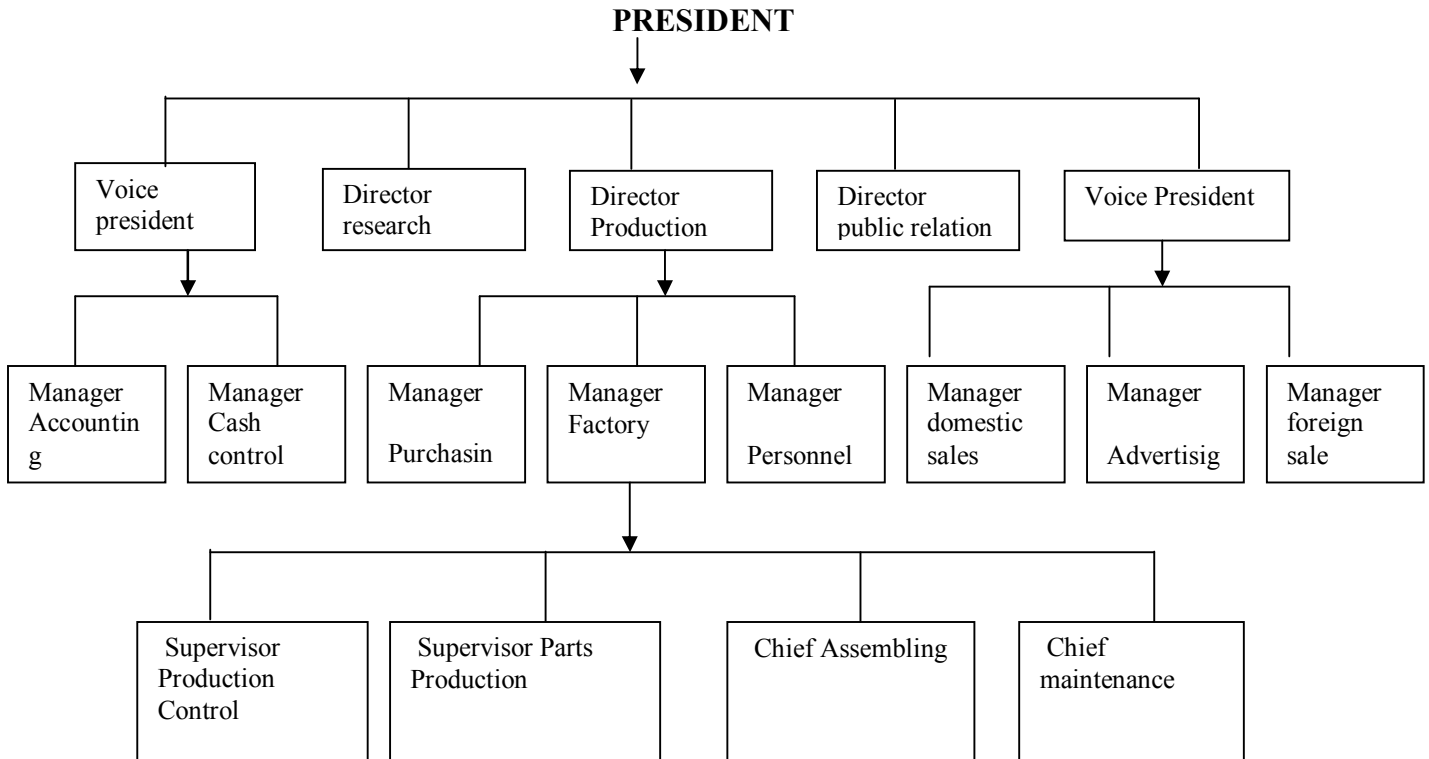 PRESIDENT
Voice
president
Director
research
Director
Production
Director
public relation
Voice President
Manager
Accountin
g
Manager
Cash
control
Manager
Purchasin
Manager
Factory
Manager
Personnel
Manager
domestic
sales
Manager
Advertisig
Manager
foreign
sale
Supervisor
Production
Control
Supervisor Parts
Production
Chief Assembling
Chief
maintenance